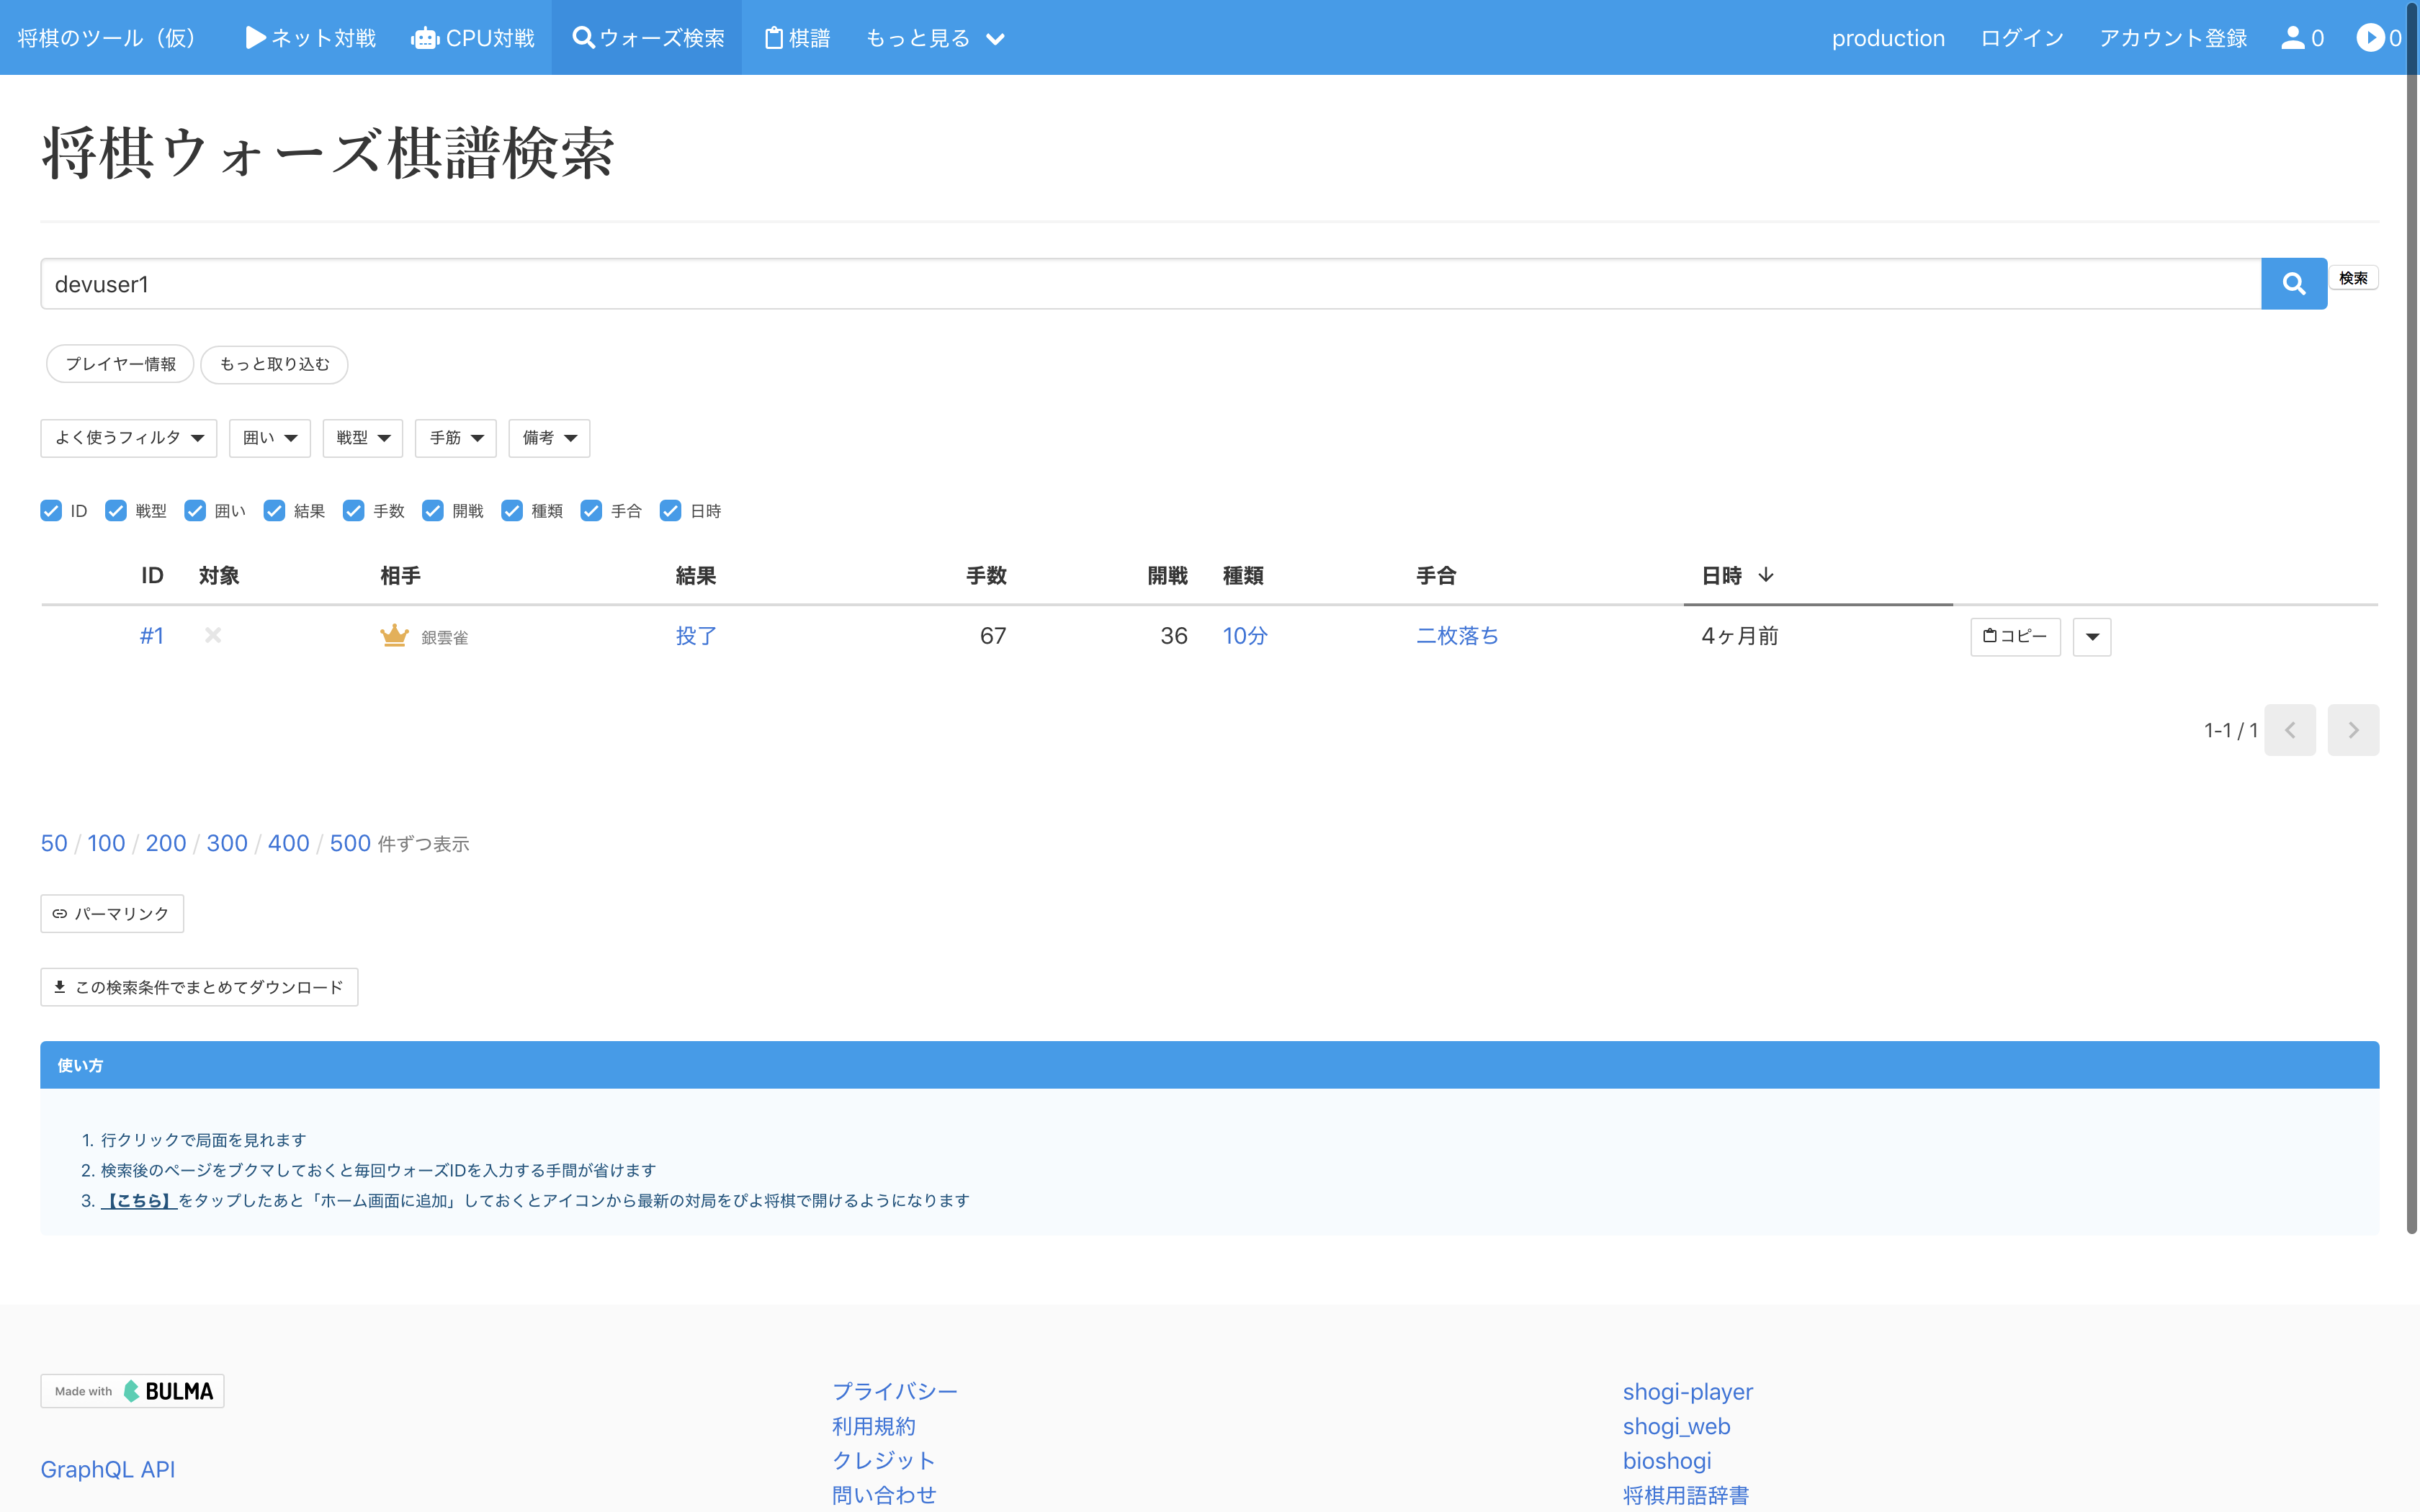 将棋のツール（仮） ネット対戦 CPU対戦 ウォーズ検索 棋譜 もっと見る production ログイン アカウント登録 0 0
将棋ウォーズ棋譜検索
devuser1 検索
プレイヤー情報 もっと取り込む
よく使うフィルタ 囲い 戦型 手筋 備考
ID 戦型 囲い 結果 手数 開戦 種類 手合 日時
ID 対象 相手 結果 手数 開戦 種類 手合 日時
#1 銀雲雀 投了 67 36 10分 二枚落ち 4ヶ月前 コピー
1-1 / 1
50 / 100 / 200 / 300 / 400 / 500 件ずつ表示
パーマリンク
この検索条件でまとめてダウンロード
使い方
1. 行クリックで局面を見れます
2. 検索後のページをブクマしておくと毎回ウォーズIDを入力する手間が省けます
3. 【こちら】をタップしたあと「ホーム画面に追加」しておくとアイコンから最新の対局をぴよ将棋で開けるようになります
Made with BULMA
GraphQL API
プライバシー
利用規約
クレジット
問い合わせ
shogi-player
shogi_web
bioshogi
将棋用語辞書